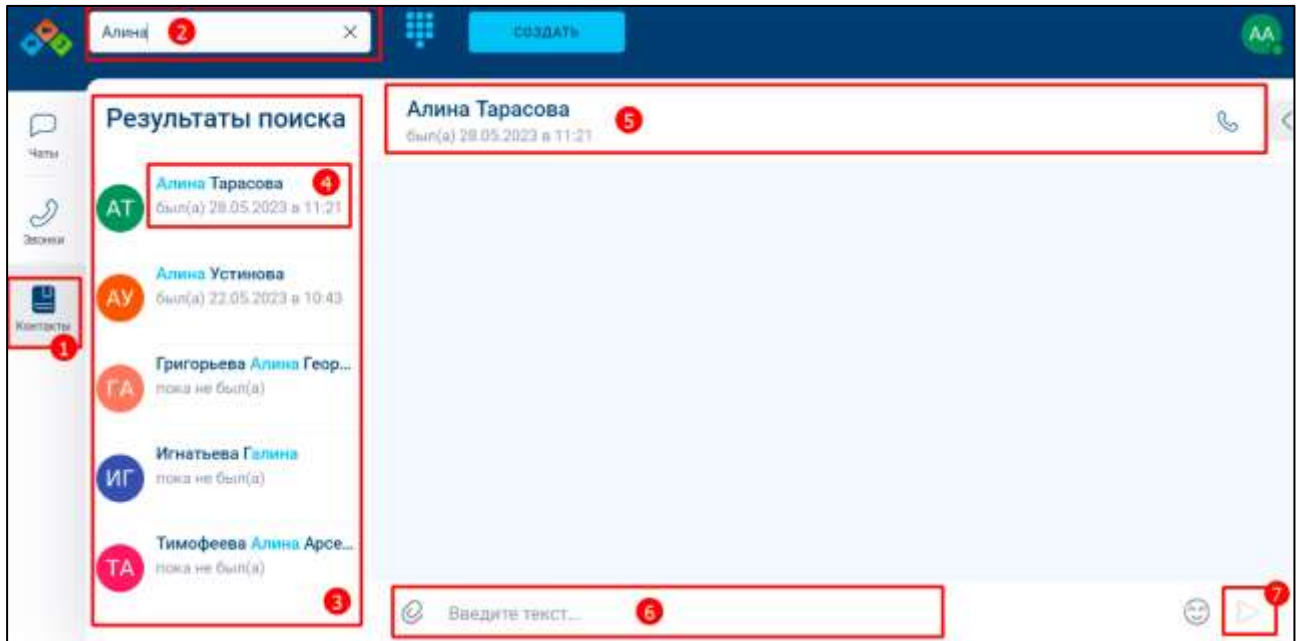 Алина
2
СОЗДАТЬ
АА
Чаты
Звонки
Контакты
1
Результаты поиска
АТ
Алина Тарасова
4
был(а) 28.05.2023 в 11:21
АУ
Алина Устинова
был(а) 22.05.2023 в 10:43
ГА
Григорьева Алина Геор...
пока не был(а)
ИГ
Игнатьева Галина
пока не был(а)
ТА
Тимофеева Алина Арсе...
пока не был(а)
3
Алина Тарасова
был(а) 28.05.2023 в 11:21
5
Введите текст...
6
7